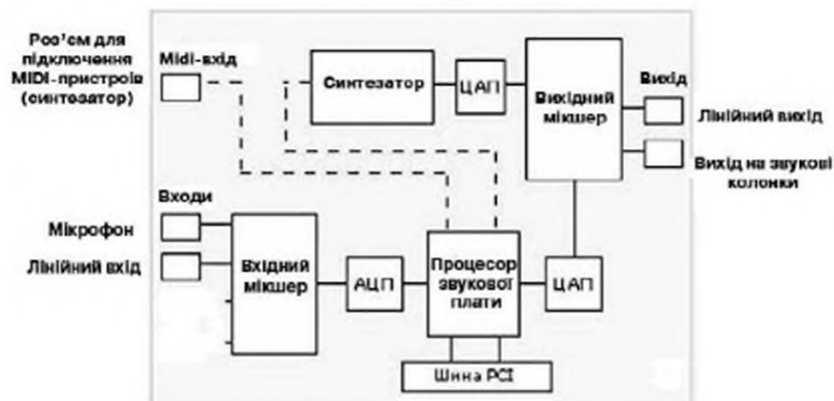 Роз’єм для
підключення
MIDI-пристроїв
(синтезатор)
Midi-вхід
Синтезатор
ЦАП
Вихідний
мікшер
Вихід
Лінійний вихід
Вихід на звукові
колонки
Входи
Мікрофон
Лінійний вхід
Вхідний
мікшер
АЦП
Процесор
звукової
плати
ЦАП
Шина PCI